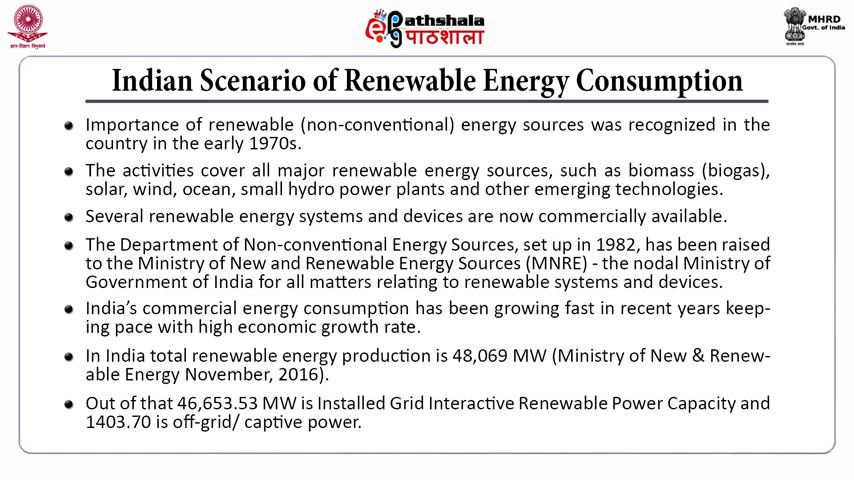 ePathshala
पाठशाला
MHRD
Govt. of India
Indian Scenario of Renewable Energy Consumption
Importance of renewable (non-conventional) energy sources was recognized in the
country in the early 1970s.
The activities cover all major renewable energy sources, such as biomass (biogas),
solar, wind, ocean, small hydro power plants and other emerging technologies.
Several renewable energy systems and devices are now commercially available.
The Department of Non-conventional Energy Sources, set up in 1982, has been raised
to the Ministry of New and Renewable Energy Sources (MNRE) - the nodal Ministry of
Government of India for all matters relating to renewable systems and devices.
India's commercial energy consumption has been growing fast in recent years keep-
ing pace with high economic growth rate.
In India total renewable energy production is 48,069 MW (Ministry of New & Renew-
able Energy November, 2016).
Out of that 46,653.53 MW is Installed Grid Interactive Renewable Power Capacity and
1403.70 is off-grid/ captive power.